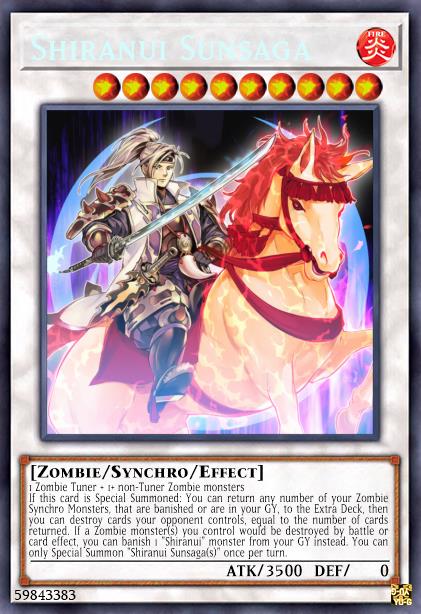 Shiranui Sunsaga
FIRE
炎
[Zombie/Synchro/Effect]
1 Zombie Tuner + 1+ non-Tuner Zombie monsters
If this card is Special Summoned: You can return any number of your Zombie
Synchro Monsters, that are banished or are in your GY, to the Extra Deck, then
you can destroy cards your opponent controls, equal to the number of cards
returned. If a Zombie monster(s) you control would be destroyed by battle or
card effect, you can banish 1 "Shiranui" monster from your GY instead. You can
only Special Summon "Shiranui Sunsaga(s)" once per turn.
ATK/3500 DEF/ 0
59843383